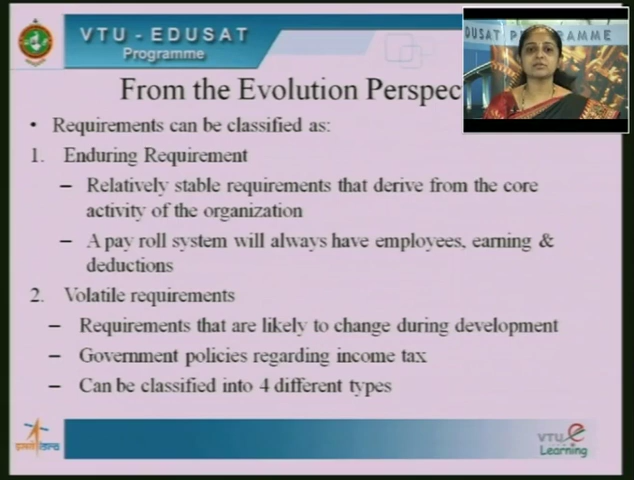 VTU - EDUSAT
Programme
DUSAT PROGRAMME
From the Evolution Perspec
• Requirements can be classified as:
1. Enduring Requirement
– Relatively stable requirements that derive from the core
activity of the organization
– A pay roll system will always have employees, earning &
deductions
2. Volatile requirements
– Requirements that are likely to change during development
– Government policies regarding income tax
– Can be classified into 4 different types
VTU e
Learning